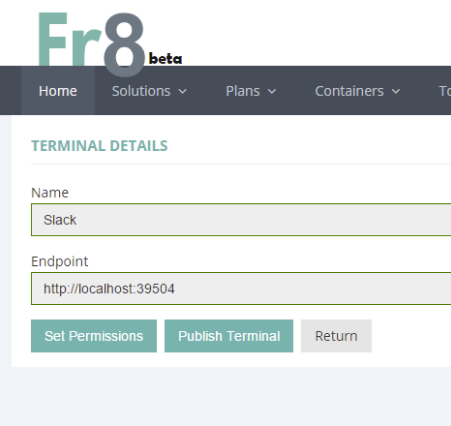 Fr8 beta
Home Solutions Plans Containers To
TERMINAL DETAILS
Name
Slack
Endpoint
http://localhost:39504
Set Permissions Publish Terminal Return